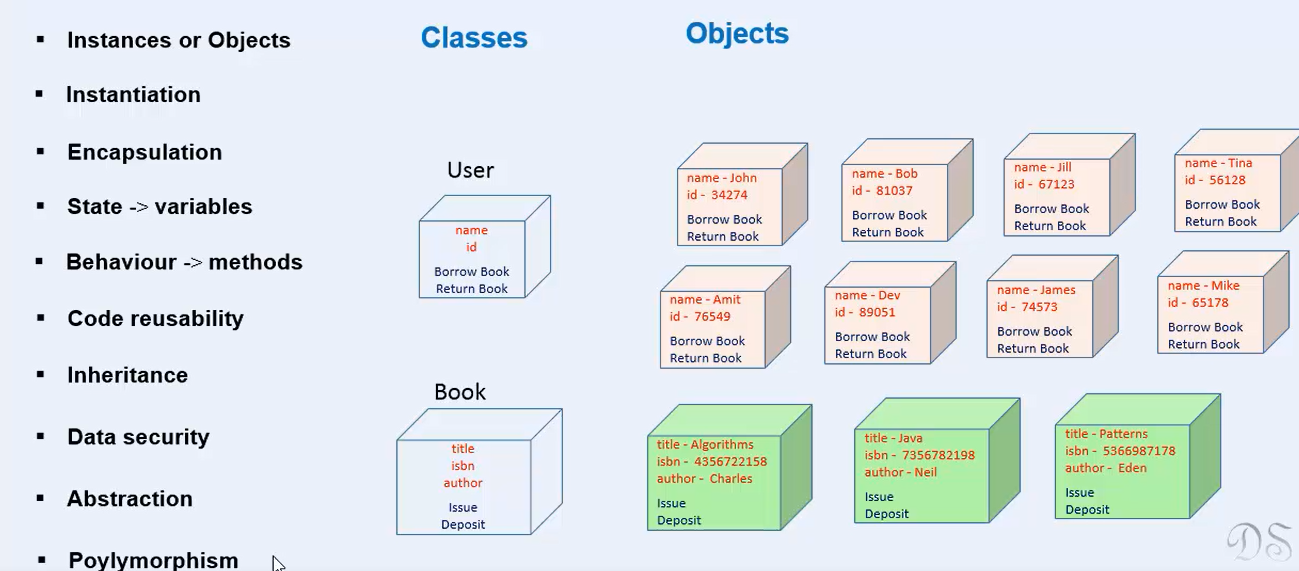 Instances or Objects
Instantiation
Encapsulation
State -> variables
Behaviour -> methods
Code reusability
Inheritance
Data security
Abstraction
Poylymorphism
Classes
User
name
id
Borrow Book
Return Book
Book
title
isbn
author
Issue
Deposit
Objects
name - John
id - 34274
Borrow Book
Return Book
name - Bob
id - 81037
Borrow Book
Return Book
name - Jill
id - 67123
Borrow Book
Return Book
name - Tina
id - 56128
Borrow Book
Return Book
name - Amit
id - 76549
Borrow Book
Return Book
name - Dev
id - 89051
Borrow Book
Return Book
name - James
id - 74573
Borrow Book
Return Book
name - Mike
id - 65178
Borrow Book
Return Book
title - Algorithms
isbn - 4356722158
author - Charles
Issue
Deposit
title - Java
isbn - 7356782198
author - Neil
Issue
Deposit
title - Patterns
isbn - 5366987178
author - Eden
Issue
Deposit
DS